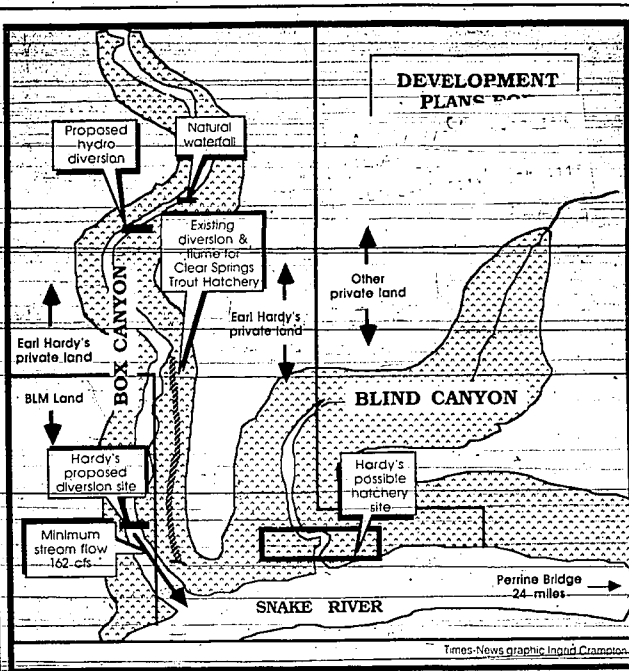 DEVELOPMENT
PLANS FOR
Proposed
hydro
diversion
Natural
waterfall
Existing
diversion &
flume for
Clear Springs
Trout Hatchery
BOX CANYON
Earl Hardy's
private land
BLM Land
Earl Hardy's
private land
Other
private land
BLIND CANYON
Hardy's
proposed
diversion site
Minimum
stream flow
162 cfs
Hardy's
possible
hatchery
site
SNAKE RIVER
Perrine Bridge
24 miles
Times-News graphic Ingrid Crampton